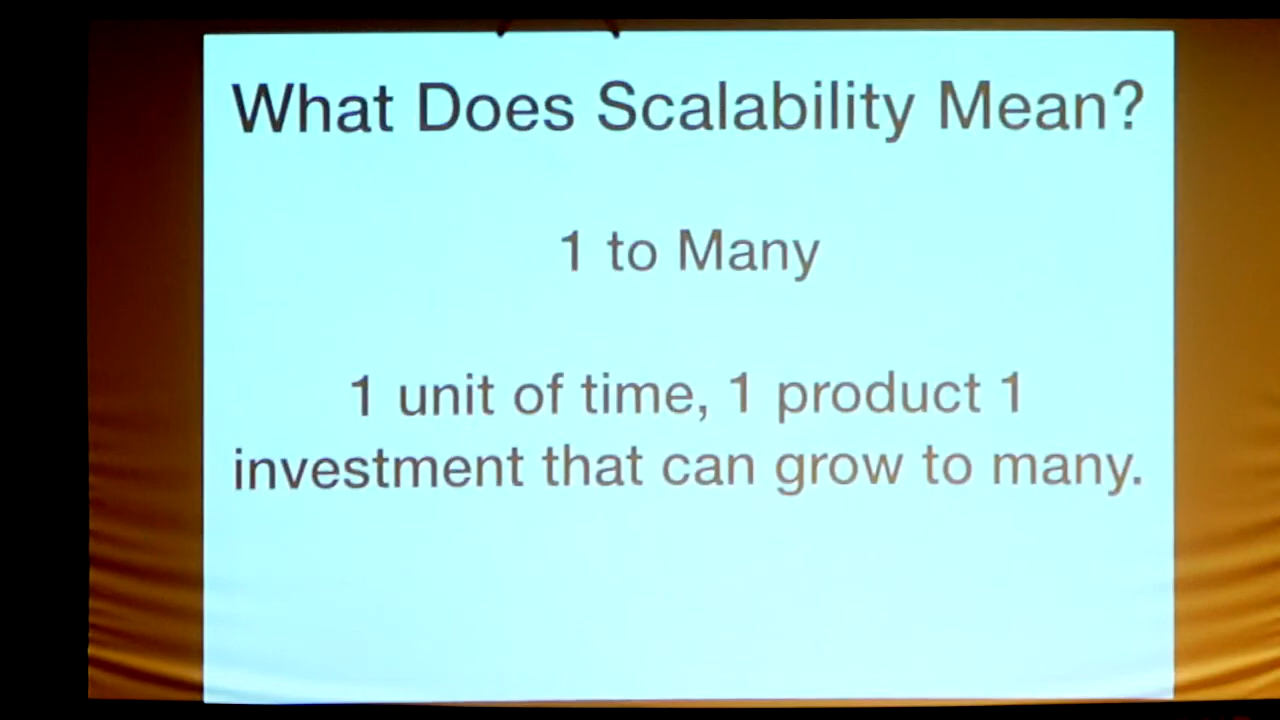 What Does Scalability Mean?
1 to Many
1 unit of time, 1 product 1
investment that can grow to many.